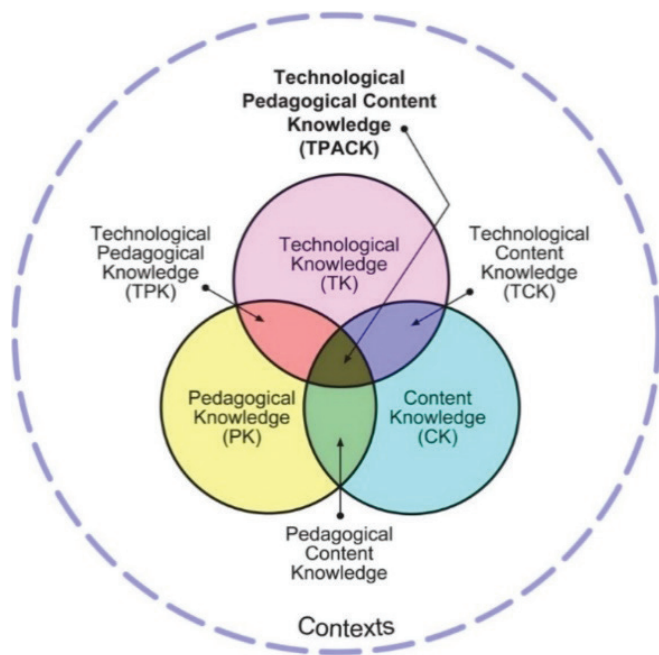 Technological
Pedagogical Content
Knowledge
(TPACK)
Technological
Pedagogical
Knowledge
(TPK)
Technological
Knowledge
(TK)
Technological
Content
Knowledge
(TCK)
Pedagogical
Knowledge
(PK)
Content
Knowledge
(CK)
Pedagogical
Content
Knowledge
Contexts